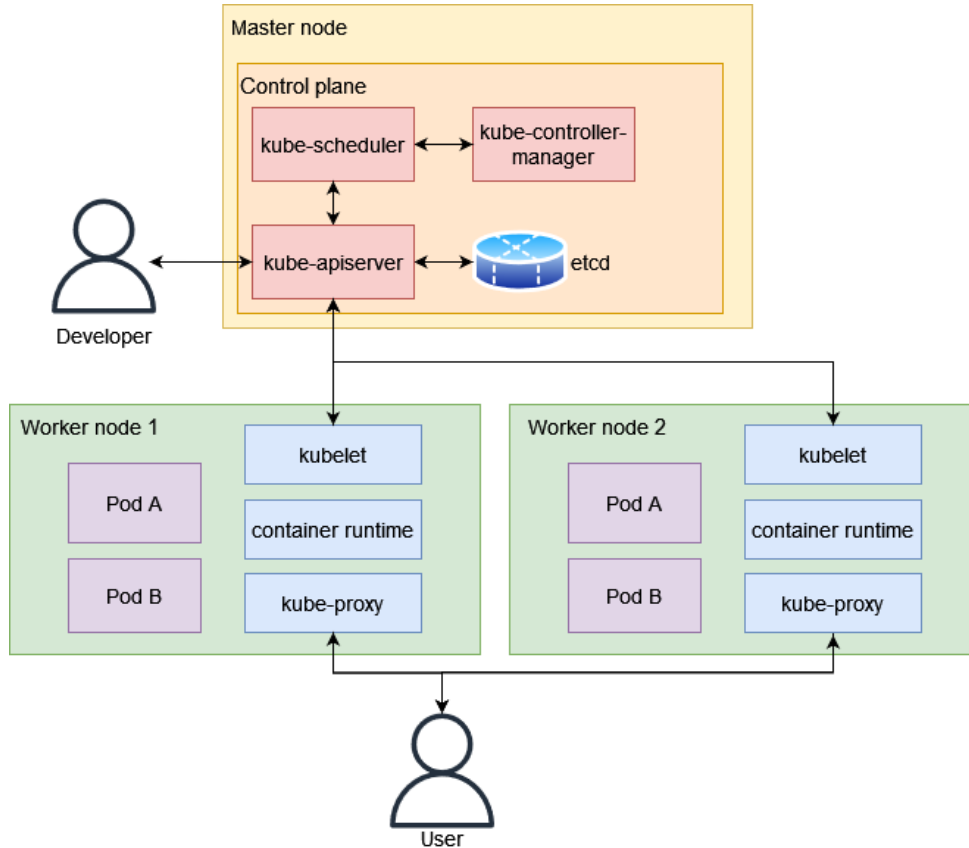 Master node
Control plane
kube-scheduler
kube-controller-
manager
kube-apiserver
etcd
Developer
Worker node 1
kubelet
Pod A
container runtime
Pod B
kube-proxy
Worker node 2
kubelet
Pod A
container runtime
Pod B
kube-proxy
User